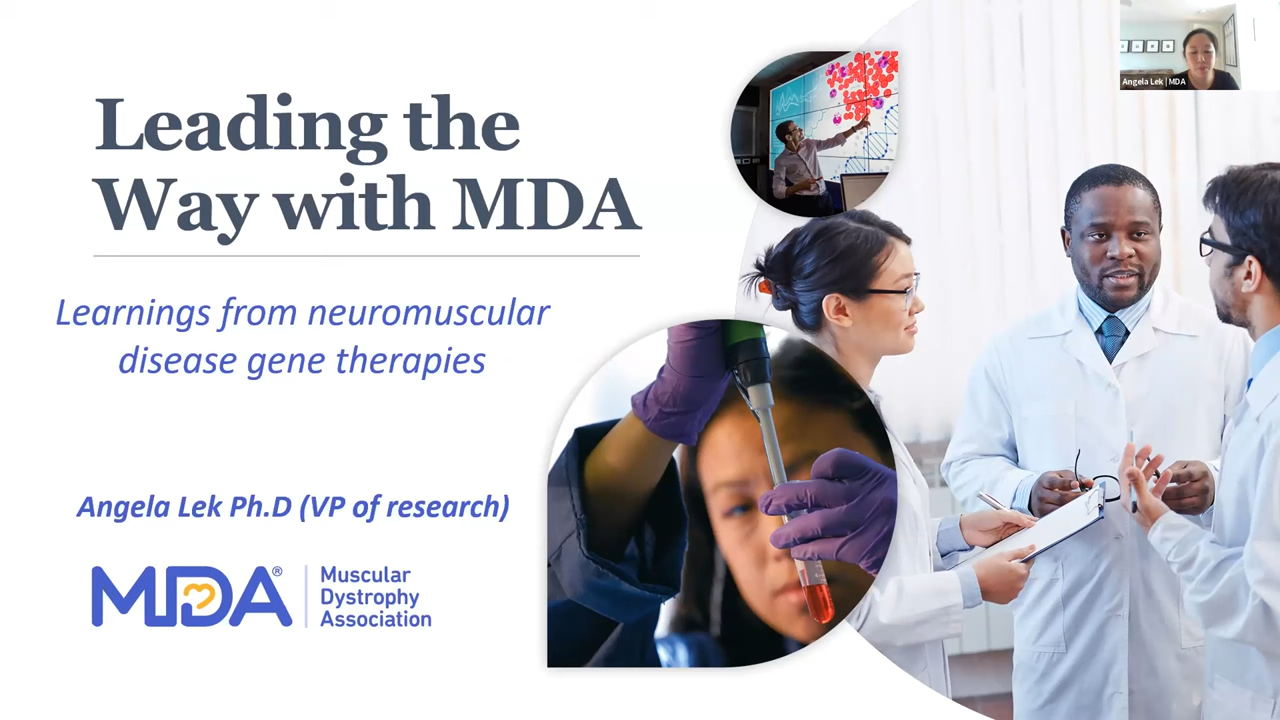 Leading the
Way with MDA
Learnings from neuromuscular
disease gene therapies
Angela Lek Ph.D (VP of research)
MDA®
Muscular
Dystrophy
Association
Angela Lek | MDA